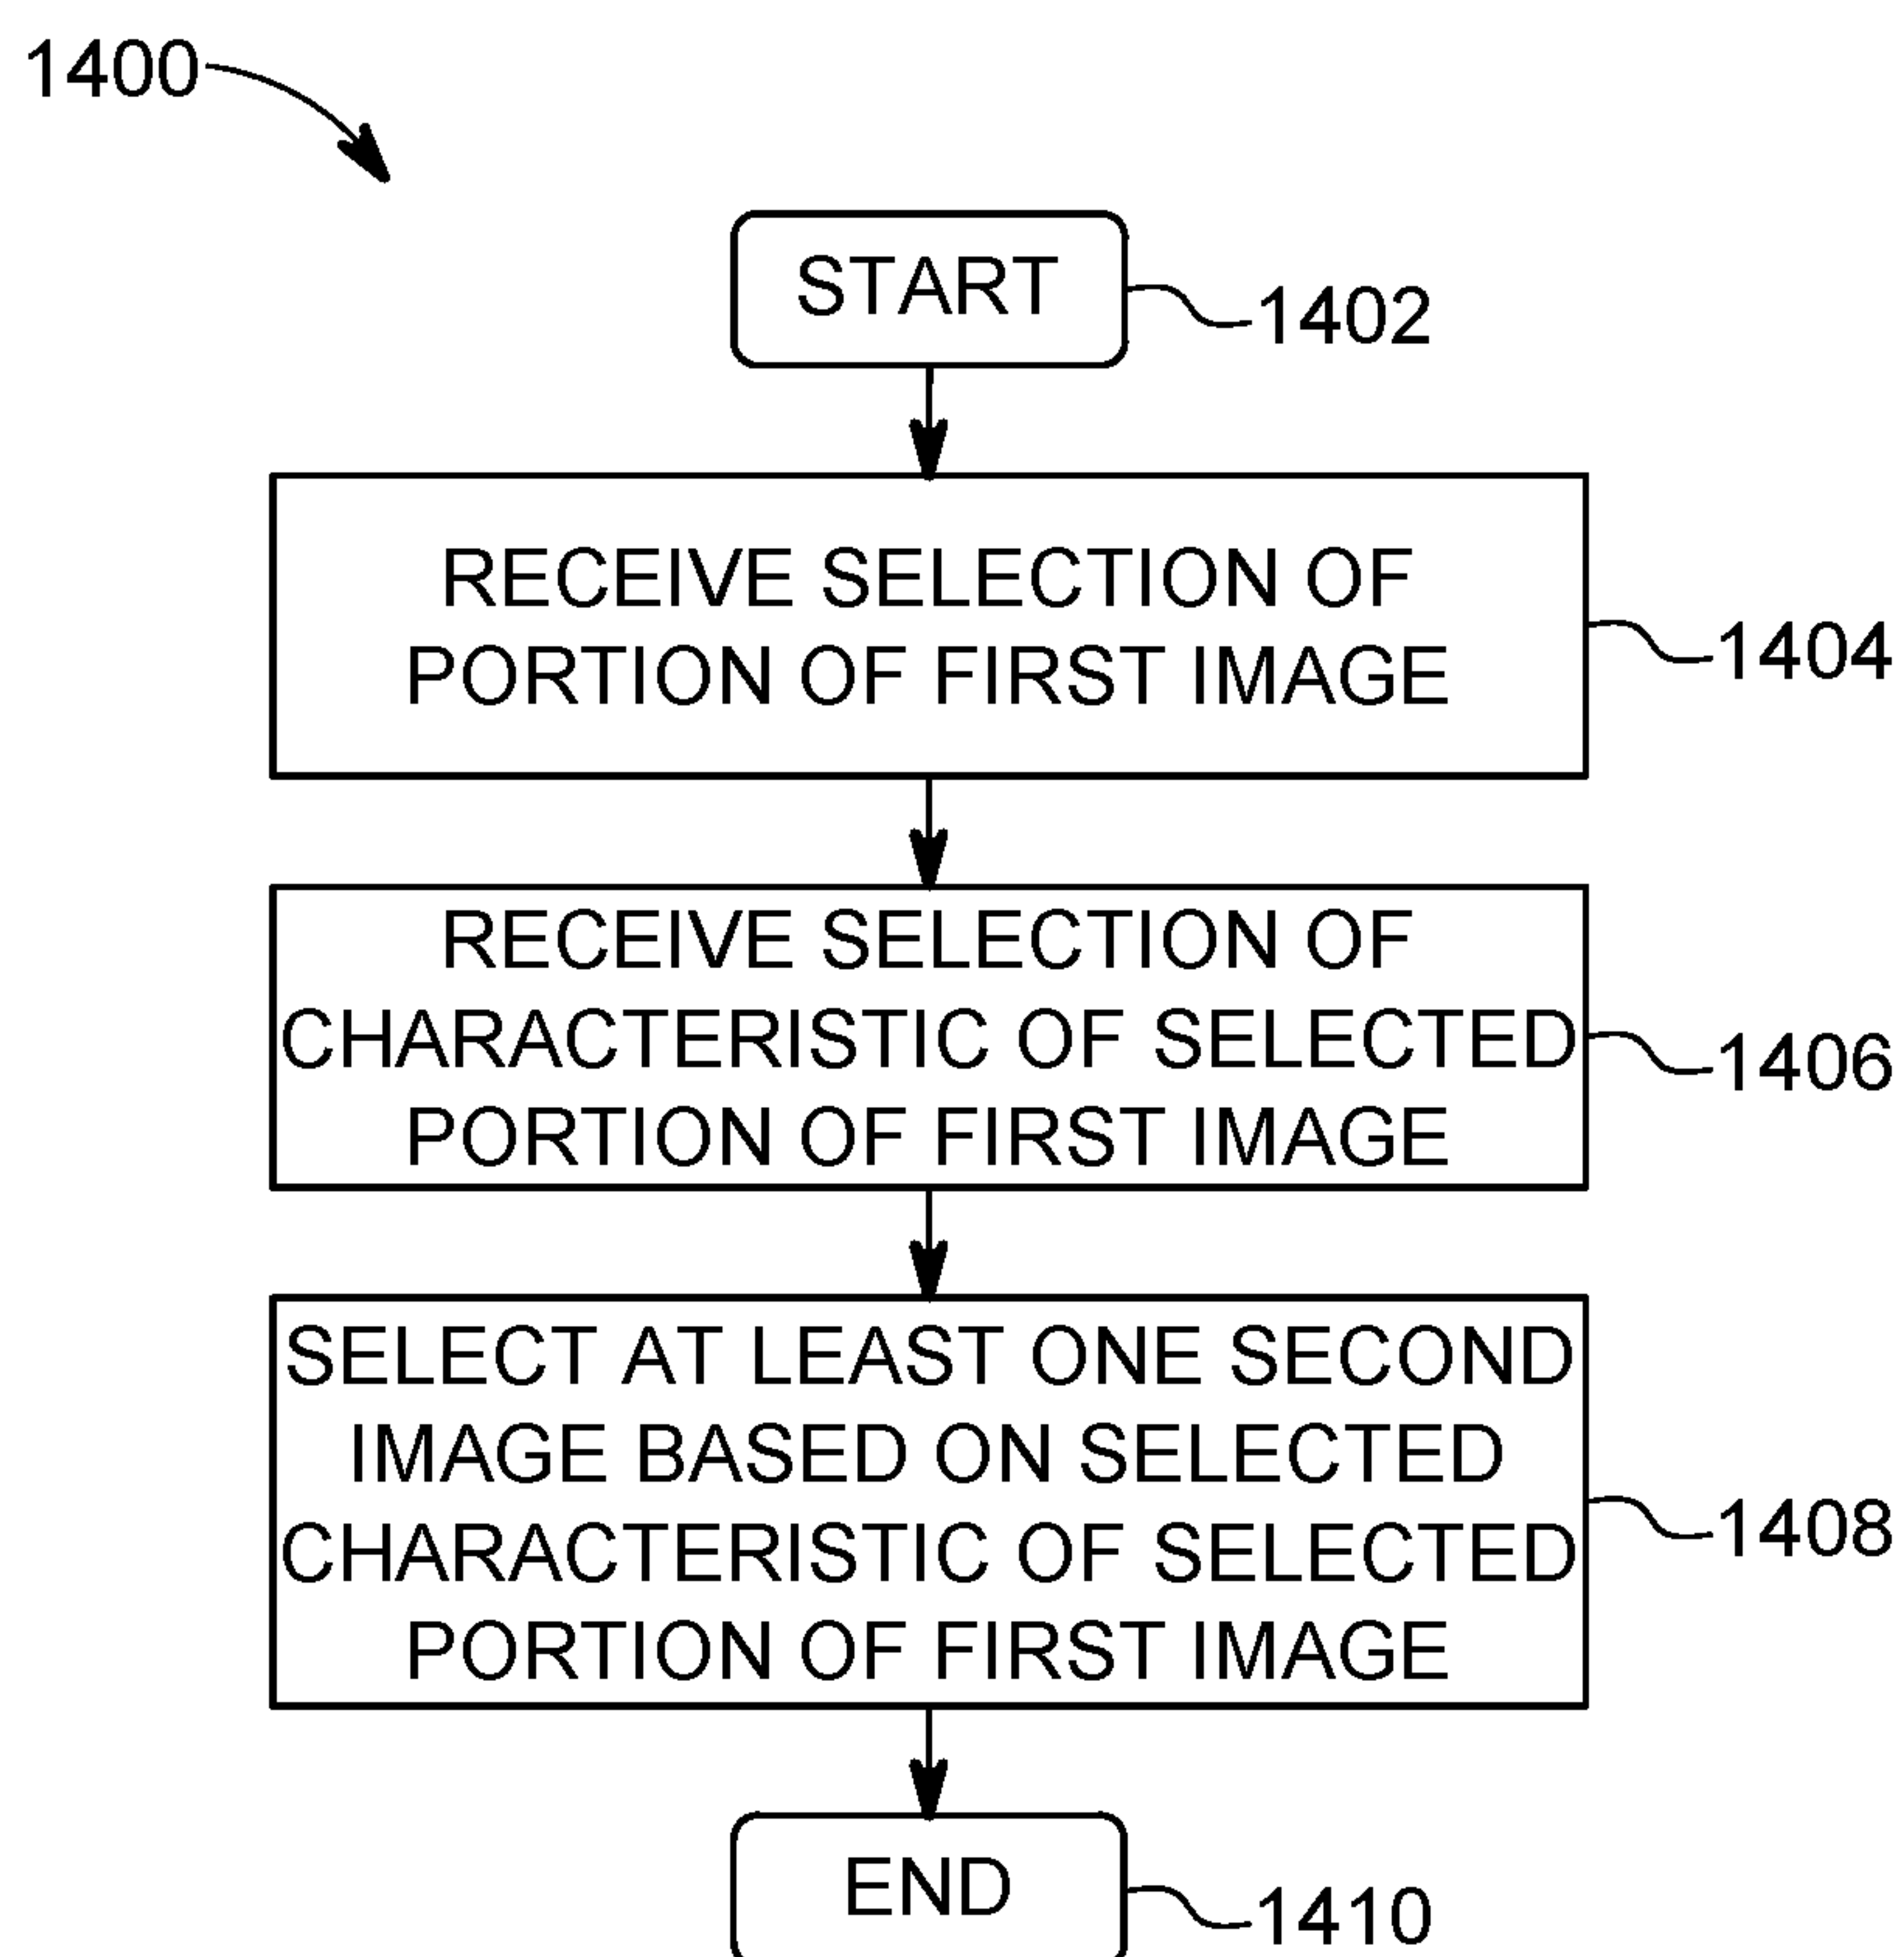 1400
START
1402
RECEIVE SELECTION OF
PORTION OF FIRST IMAGE
1404
RECEIVE SELECTION OF
CHARACTERISTIC OF SELECTED
PORTION OF FIRST IMAGE
1406
SELECT AT LEAST ONE SECOND
IMAGE BASED ON SELECTED
CHARACTERISTIC OF SELECTED
PORTION OF FIRST IMAGE
1408
END
1410